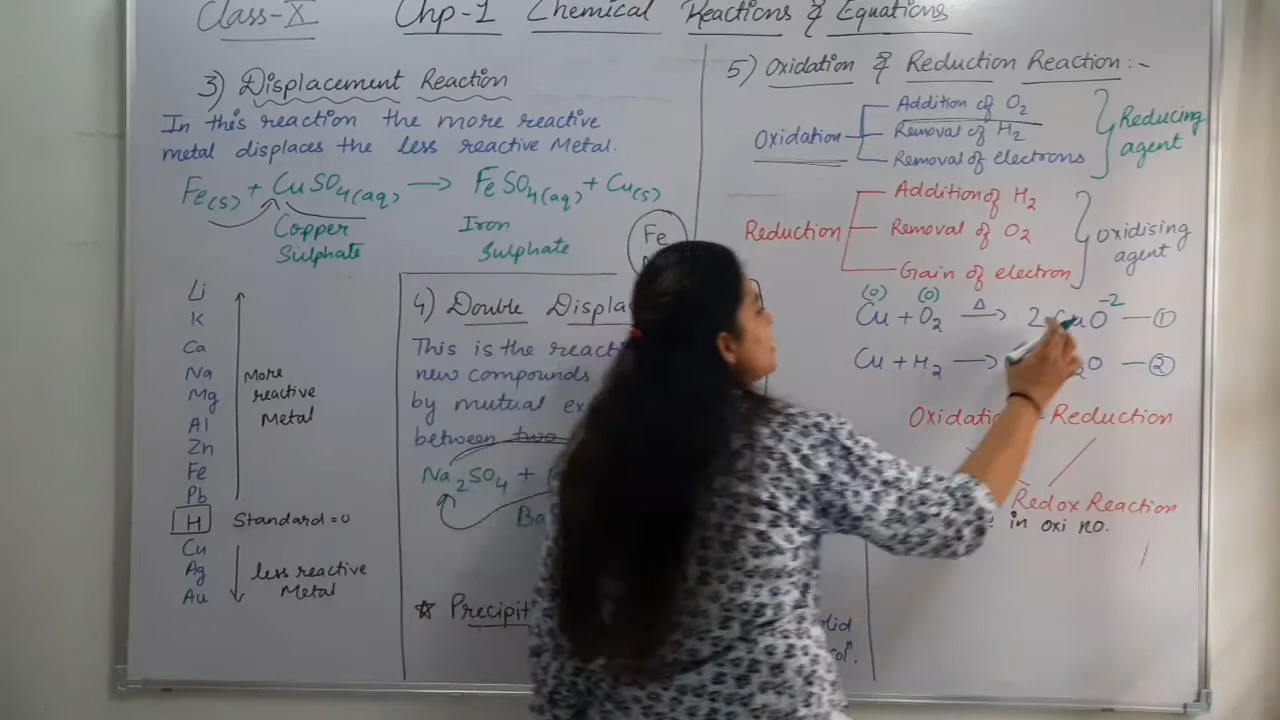 Class-X Chp-1 Chemical Reactions & Equations
3) Displacement Reaction
In this reaction the more reactive
metal displaces the less reactive Metal.
Fe(s) + CuSO4(aq) → FeSO4(aq) + Cu(s)
Copper Iron
Sulphate Sulphate
Fe
Li
K
Ca
Na
Mg
Al
Zn
Fe
Pb
H Standard=0
Cu
Ag
Au
More
reactive
Metal
less reactive
Metal
4) Double Displa
This is the react
new compounds
by mutual ex
between two
Na2SO4 +
Ba
☆ Precipit
olid
sol^n.
5) Oxidation & Reduction Reaction :-
Oxidation
Addition of O2
Removal of H2
Removal of electrons
Reducing
agent
Reduction
Addition of H2
Removal of O2
Gain of electron
Oxidising
agent
(0) (0)
Cu + O2 Δ→ 2 CuO^-2 — ①
Cu + H2 → 2O — ②
Oxidatio Reduction
Redox Reaction
in oxi no.